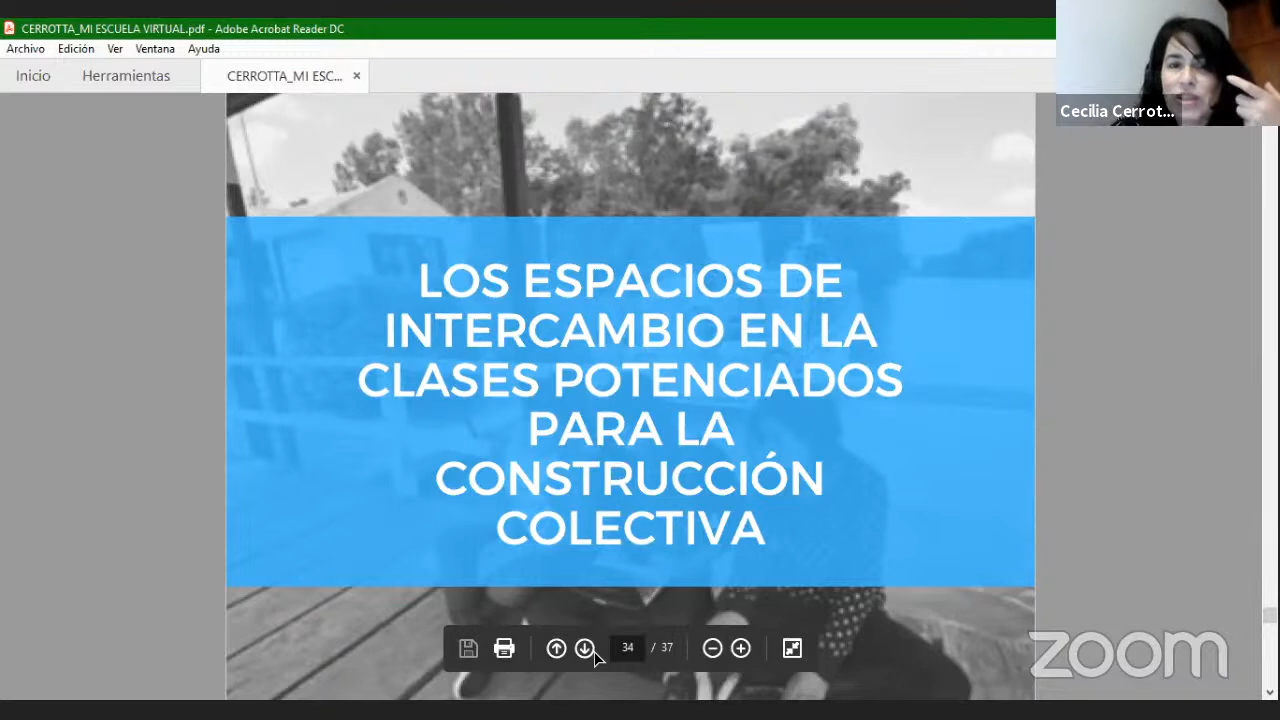 CERROTTA_MI ESCUELA VIRTUAL.pdf - Adobe Acrobat Reader DC
Archivo Edición Ver Ventana Ayuda
Inicio Herramientas CERROTTA_MI ESC... ×
Cecilia Cerrot...
LOS ESPACIOS DE
INTERCAMBIO EN LA
CLASES POTENCIADOS
PARA LA
CONSTRUCCIÓN
COLECTIVA
34 / 37
zoom